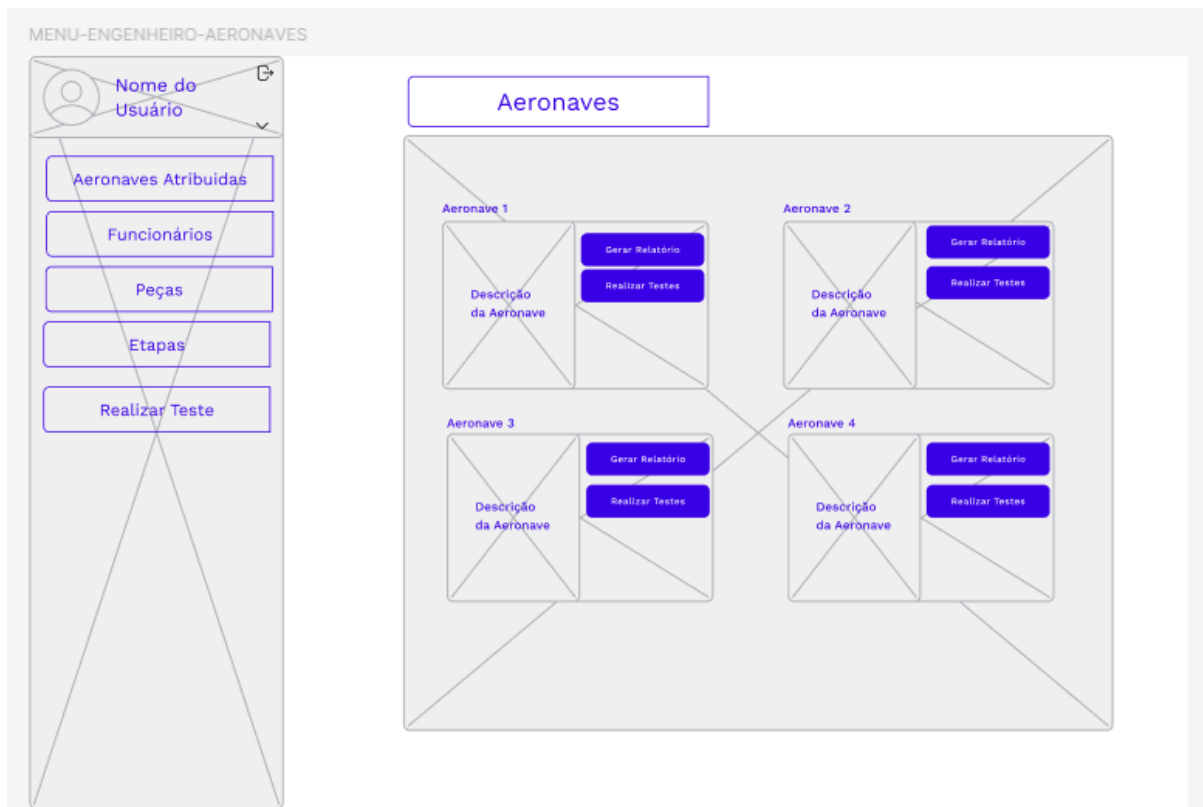 MENU-ENGENHEIRO-AERONAVES
Nome do
Usuário
Aeronaves Atribuidas
Funcionários
Peças
Etapas
Realizar Teste
Aeronaves
Aeronave 1
Gerar Relatório
Realizar Testes
Descrição
da Aeronave
Aeronave 2
Gerar Relatório
Realizar Testes
Descrição
da Aeronave
Aeronave 3
Gerar Relatório
Realizar Testes
Descrição
da Aeronave
Aeronave 4
Gerar Relatório
Realizar Testes
Descrição
da Aeronave